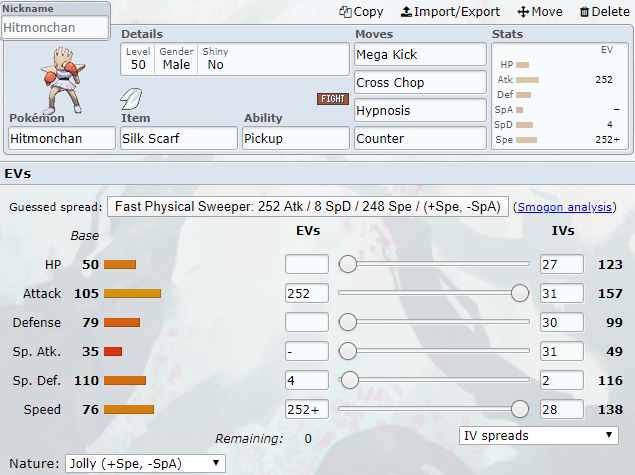 Nickname
Copy Import/Export Move Delete
Hitmonchan
Details
Moves
Stats
Level Gender Shiny
50 Male No
Mega Kick
EV
HP
Atk 252
Cross Chop
Def
FIGHT
Hypnosis
SpA –
Pokémon
Item
Ability
SpD 4
Hitmonchan
Silk Scarf
Pickup
Counter
Spe 252+
EVs
Guessed spread: Fast Physical Sweeper: 252 Atk / 8 SpD / 248 Spe / (+Spe, -SpA) (Smogon analysis)
Base EVs IVs
HP 50 27 123
Attack 105 252 31 157
Defense 79 30 99
Sp. Atk. 35 - 31 49
Sp. Def. 110 4 2 116
Speed 76 252+ 28 138
Remaining: 0 IV spreads
Nature: Jolly (+Spe, -SpA)